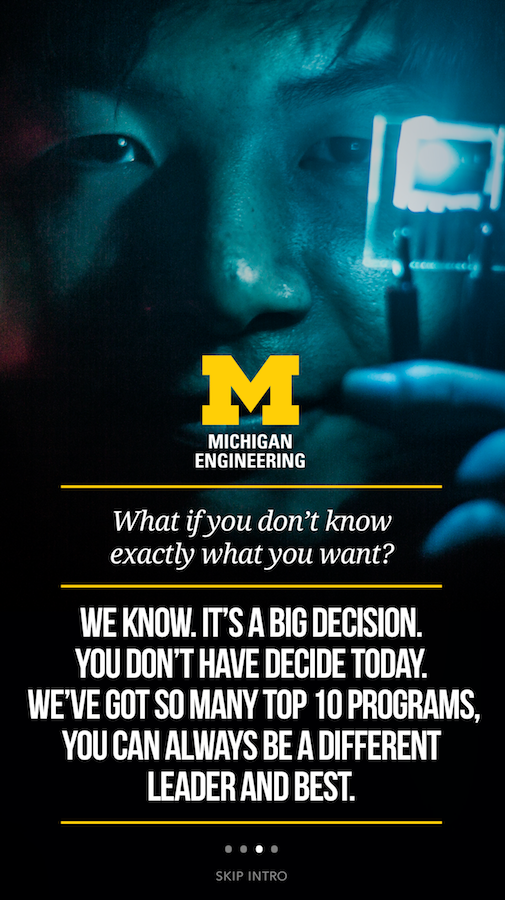 M
MICHIGAN
ENGINEERING
What if you don't know
exactly what you want?
WE KNOW. IT'S A BIG DECISION.
YOU DON'T HAVE DECIDE TODAY.
WE'VE GOT SO MANY TOP 10 PROGRAMS,
YOU CAN ALWAYS BE A DIFFERENT
LEADER AND BEST.
SKIP INTRO